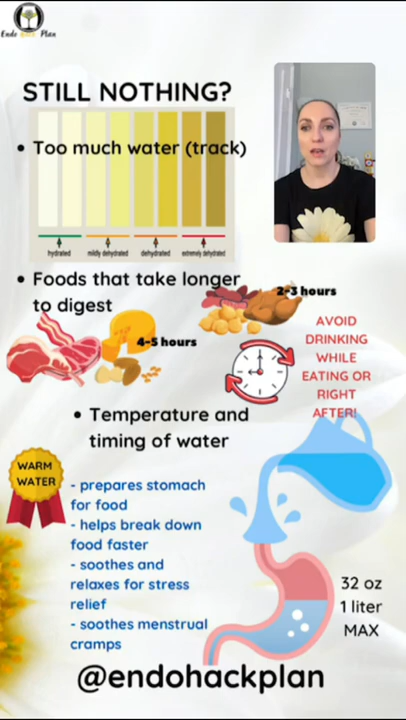 Endo Hack Plan
STILL NOTHING?
• Too much water (track)
hydrated mildly dehydrated dehydrated extremely dehydrated
• Foods that take longer
to digest
2-3 hours
4-5 hours
AVOID
DRINKING
WHILE
EATING OR
RIGHT
AFTER!
• Temperature and
timing of water
WARM
WATER
- prepares stomach
for food
- helps break down
food faster
- soothes and
relaxes for stress
relief
- soothes menstrual
cramps
32 oz
1 liter
MAX
@endohackplan